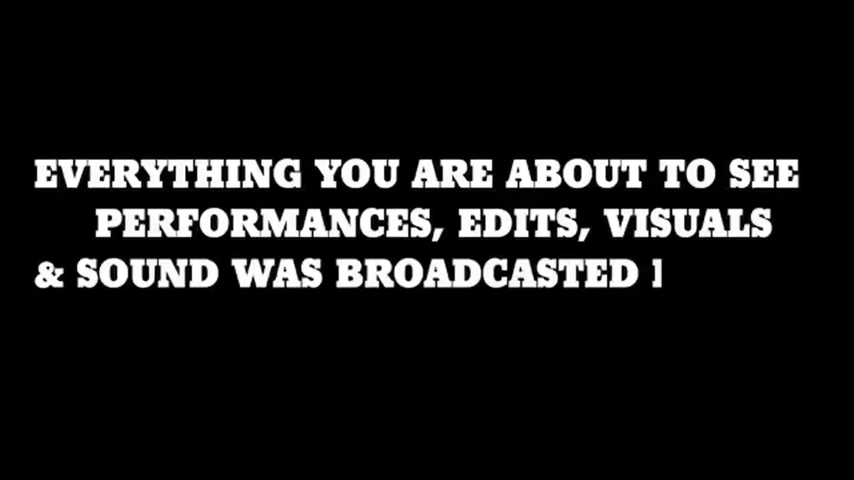 EVERYTHING YOU ARE ABOUT TO SEE
PERFORMANCES, EDITS, VISUALS
& SOUND WAS BROADCASTED